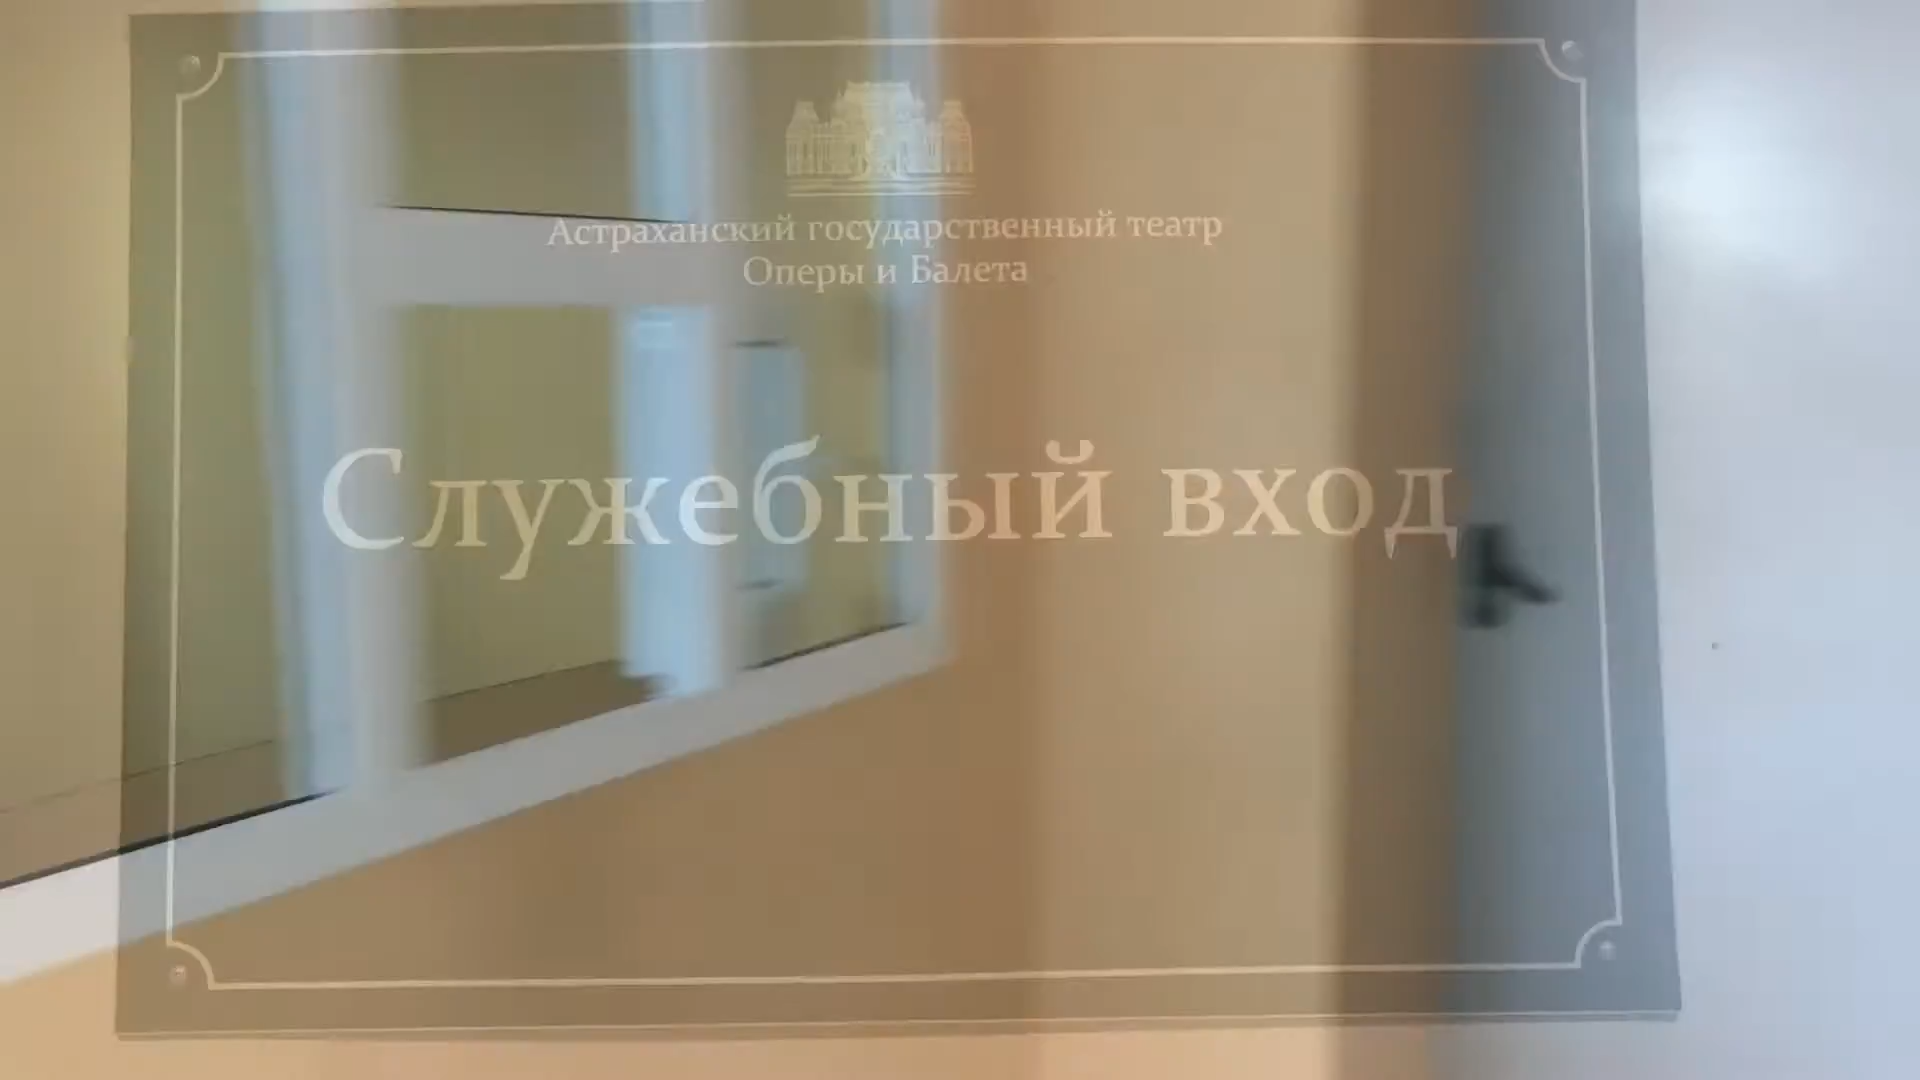 Астраханский государственный театр
Оперы и Балета
Служебный вход